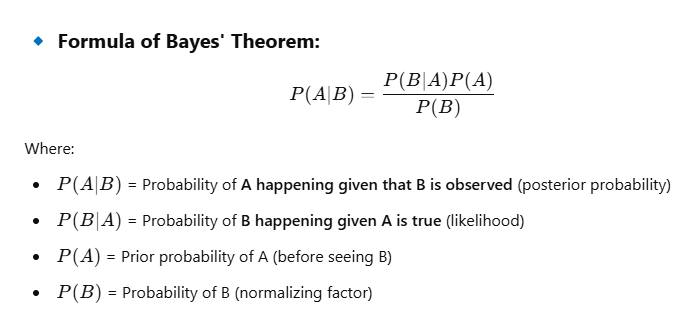 ◆ Formula of Bayes' Theorem:
P(A|B) = P(B|A)P(A) / P(B)
Where:
• P(A|B) = Probability of A happening given that B is observed (posterior probability)
• P(B|A) = Probability of B happening given A is true (likelihood)
• P(A) = Prior probability of A (before seeing B)
• P(B) = Probability of B (normalizing factor)